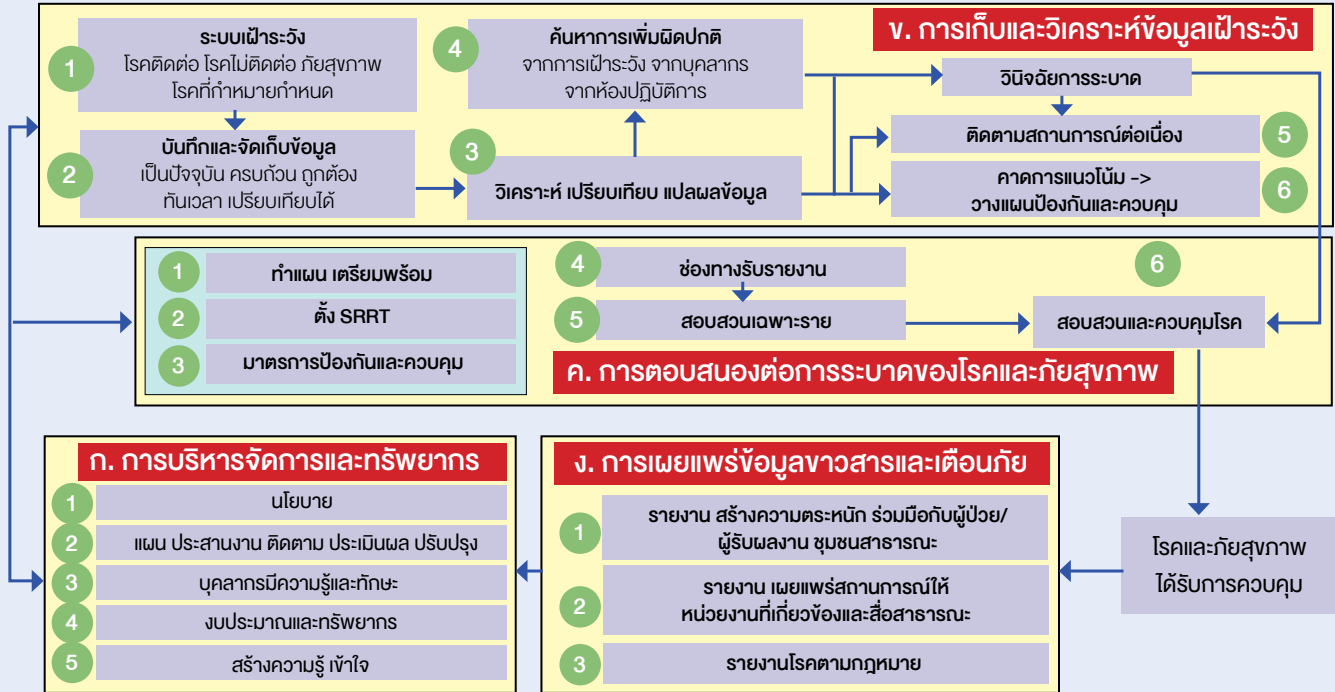 ข. การเก็บและวิเคราะห์ข้อมูลเฝ้าระวัง
1
ระบบเฝ้าระวัง
โรคติดต่อ โรคไม่ติดต่อ ภัยสุขภาพ
โรคที่กำหมายกำหนด
2
บันทึกและจัดเก็บข้อมูล
เป็นปัจจุบัน ครบถ้วน ถูกต้อง
ทันเวลา เปรียบเทียบได้
3
วิเคราะห์ เปรียบเทียบ แปลผลข้อมูล
4
ค้นหาการเพิ่มผิดปกติ
จากการเฝ้าระวัง จากบุคลากร
จากห้องปฏิบัติการ
วินิจฉัยการระบาด
ติดตามสถานการณ์ต่อเนื่อง
5
คาดการแนวโน้ม ->
วางแผนป้องกันและควบคุม
6
1
ทำแผน เตรียมพร้อม
2
ตั้ง SRRT
3
มาตรการป้องกันและควบคุม
4
ช่องทางรับรายงาน
5
สอบสวนเฉพาะราย
6
สอบสวนและควบคุมโรค
ค. การตอบสนองต่อการระบาดของโรคและภัยสุขภาพ
ก. การบริหารจัดการและทรัพยากร
1
นโยบาย
2
แผน ประสานงาน ติดตาม ประเมินผล ปรับปรุง
3
บุคลากรมีความรู้และทักษะ
4
งบประมาณและทรัพยากร
5
สร้างความรู้ เข้าใจ
ง. การเผยแพร่ข้อมูลขาวสารและเตือนภัย
1
รายงาน สร้างความตระหนัก ร่วมมือกับผู้ป่วย/
ผู้รับผลงาน ชุมชนสาธารณะ
2
รายงาน เผยแพร่สถานการณ์ให้
หน่วยงานที่เกี่ยวข้องและสื่อสาธารณะ
3
รายงานโรคตามกฎหมาย
โรคและภัยสุขภาพ
ได้รับการควบคุม